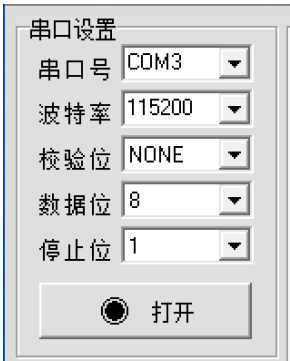 串口设置
串口号 COM3
波特率 115200
校验位 NONE
数据位 8
停止位 1
打开